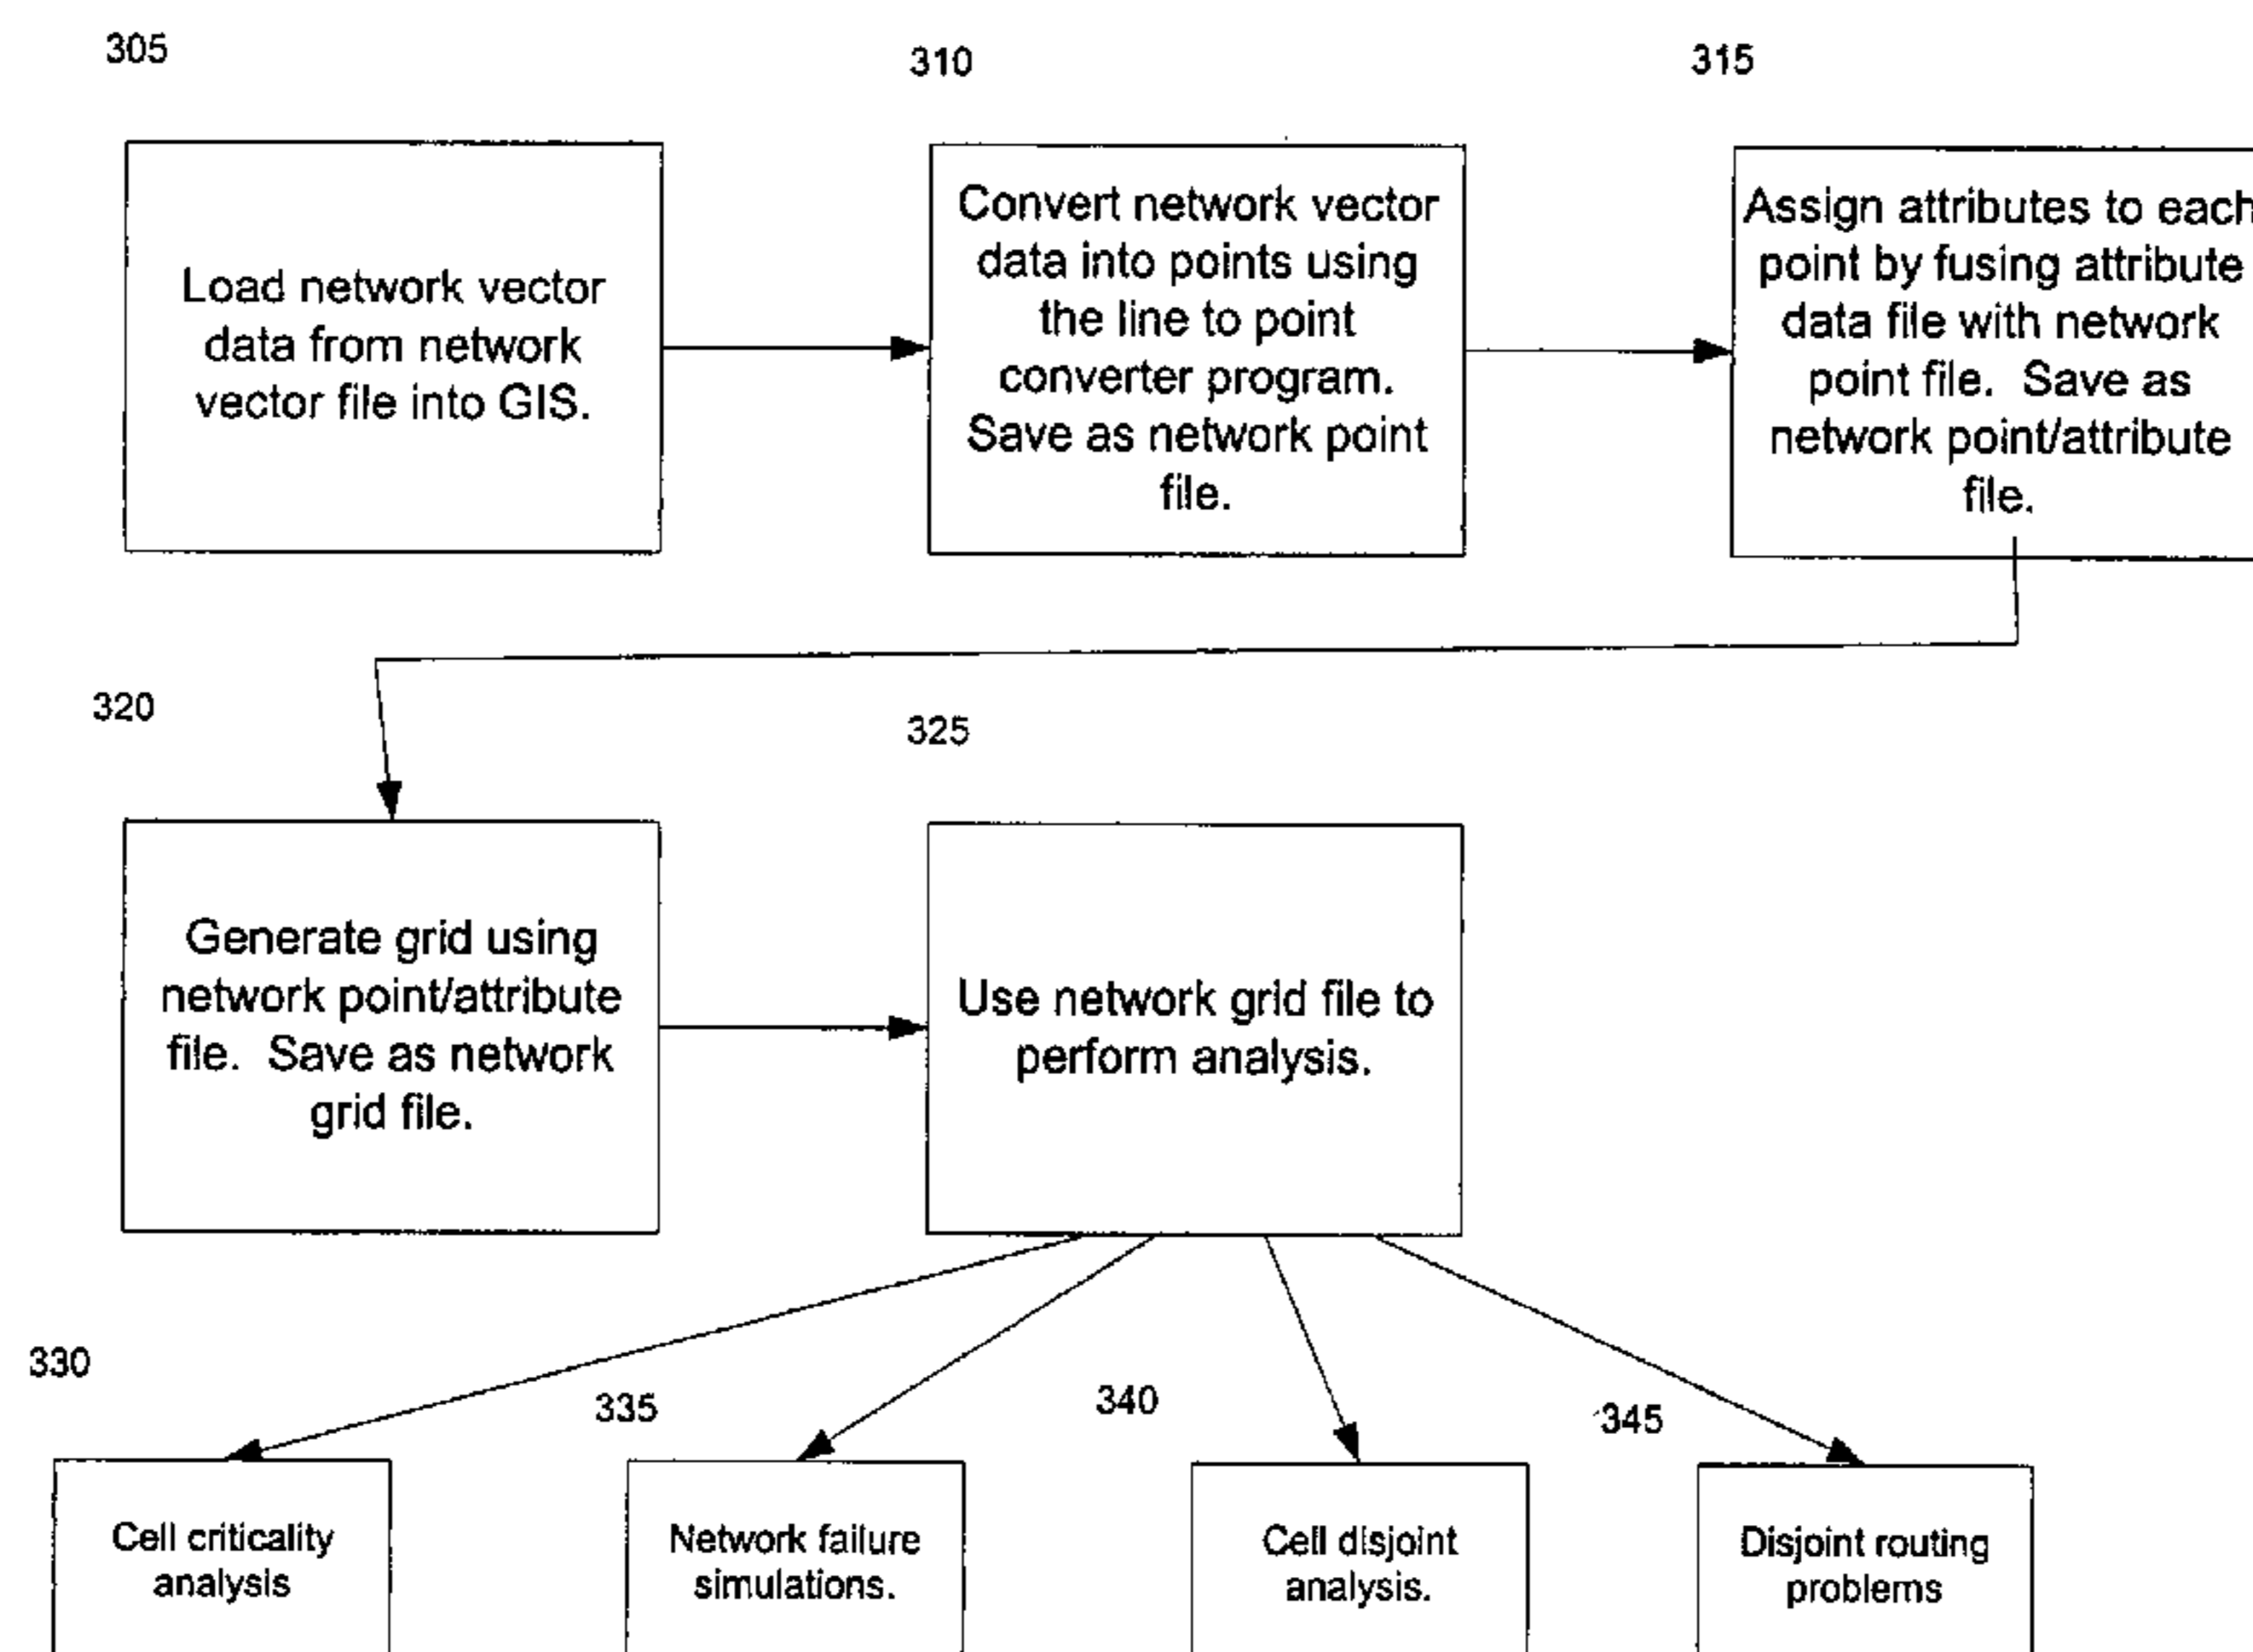 305
310
315
Load network vector
data from network
vector file into GIS.
Convert network vector
data into points using
the line to point
converter program.
Save as network point
file.
Assign attributes to each
point by fusing attribute
data file with network
point file. Save as
network point/attribute
file.
320
325
Generate grid using
network point/attribute
file. Save as network
grid file.
Use network grid file to
perform analysis.
330
335
340
345
Cell criticality
analysis
Network failure
simulations.
Cell disjoint
analysis.
Disjoint routing
problems